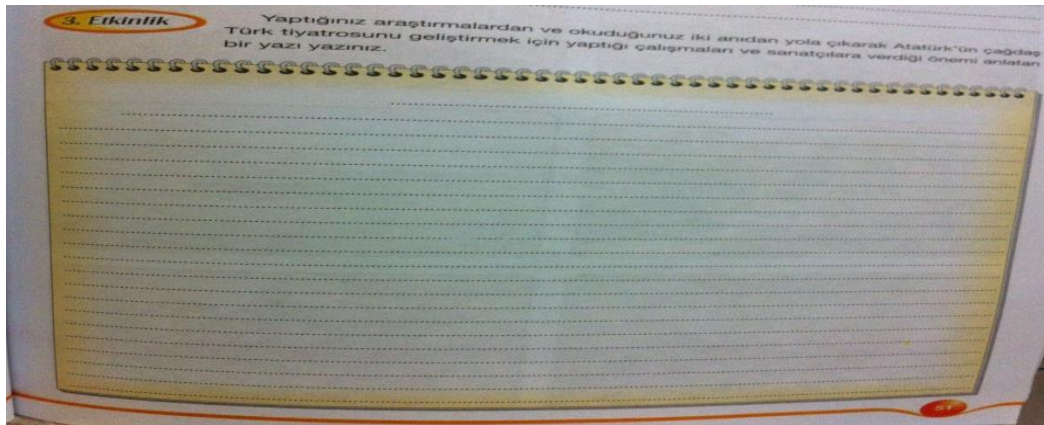 3. Etkinlik
Yaptığınız araştırmalardan ve okuduğunuz iki anıdan yola çıkarak Atatürk'ün çağdaş
Türk tiyatrosunu geliştirmek için yaptığı çalışmaları ve sanatçılara verdiği önemi anlatan
bir yazı yazınız.
51